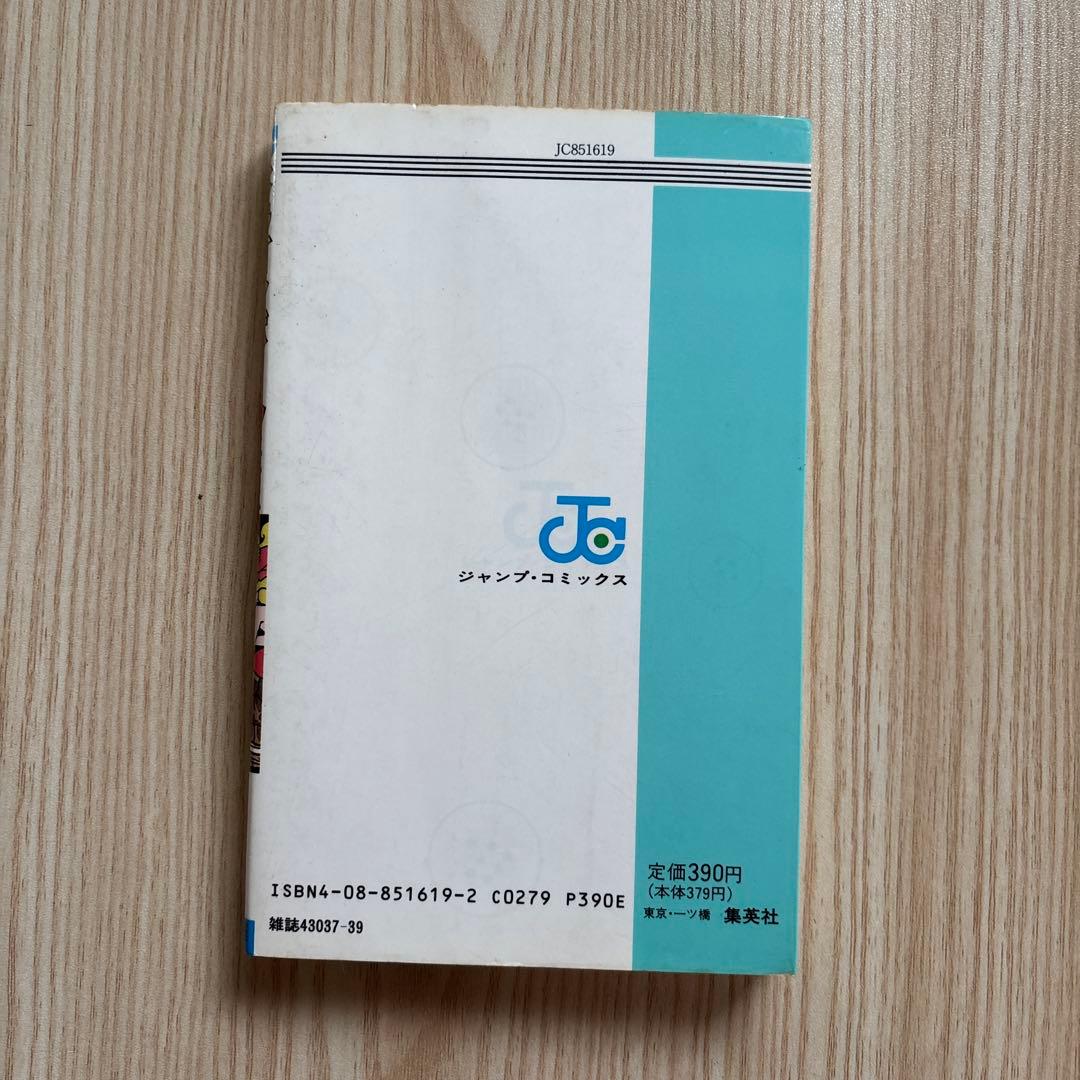 JC851619
JC
ジャンプ・コミックス
定価390円
(本体379円)
ISBN4-08-851619-2 C0279 P390E
東京・一ツ橋 集英社
雑誌43037-39